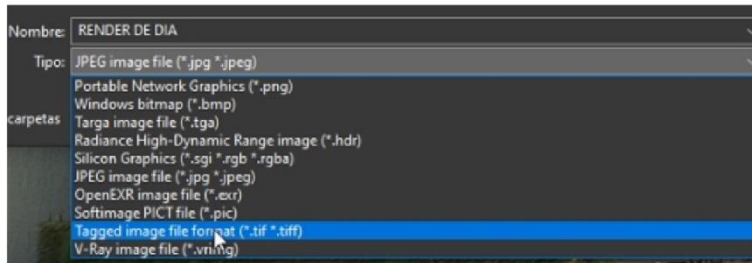 Nombre: RENDER DE DIA
Tipo: JPEG image file (*.jpg *.jpeg)
Portable Network Graphics (*.png)
Windows bitmap (*.bmp)
carpetas Targa image file (*.tga)
Radiance High-Dynamic Range image (*.hdr)
Silicon Graphics (*.sgi *.rgb *.rgba)
JPEG image file (*.jpg *.jpeg)
OpenEXR image file (*.exr)
Softimage PICT file (*.pic)
Tagged image file format (*.tif *.tiff)
V-Ray image file (*.vrimg)